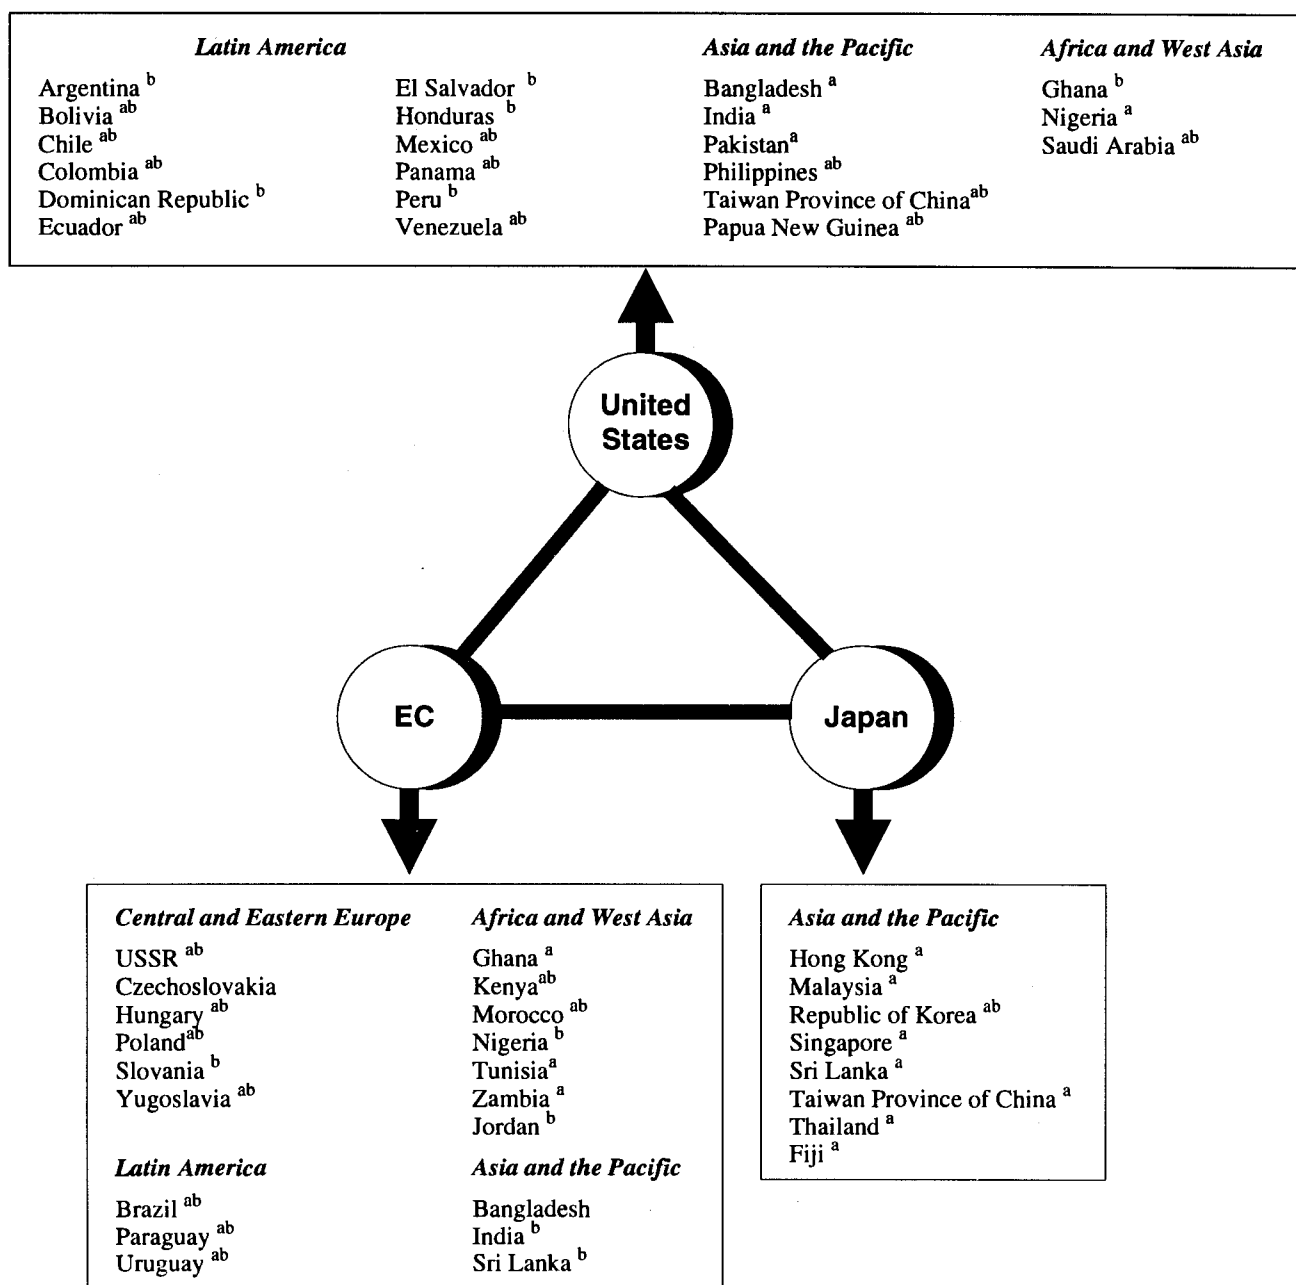 Latin America
Argentina b
Bolivia ab
Chile ab
Colombia ab
Dominican Republic b
Ecuador ab
El Salvador b
Honduras b
Mexico ab
Panama ab
Peru b
Venezuela ab
Asia and the Pacific
Bangladesh a
India a
Pakistan a
Philippines ab
Taiwan Province of China ab
Papua New Guinea ab
Africa and West Asia
Ghana b
Nigeria a
Saudi Arabia ab
United
States
EC
Japan
Central and Eastern Europe
USSR ab
Czechoslovakia
Hungary ab
Poland ab
Slovania b
Yugoslavia ab
Africa and West Asia
Ghana a
Kenya ab
Morocco ab
Nigeria b
Tunisia a
Zambia a
Jordan b
Latin America
Brazil ab
Paraguay ab
Uruguay ab
Asia and the Pacific
Bangladesh
India b
Sri Lanka b
Asia and the Pacific
Hong Kong a
Malaysia a
Republic of Korea ab
Singapore a
Sri Lanka a
Taiwan Province of China a
Thailand a
Fiji a